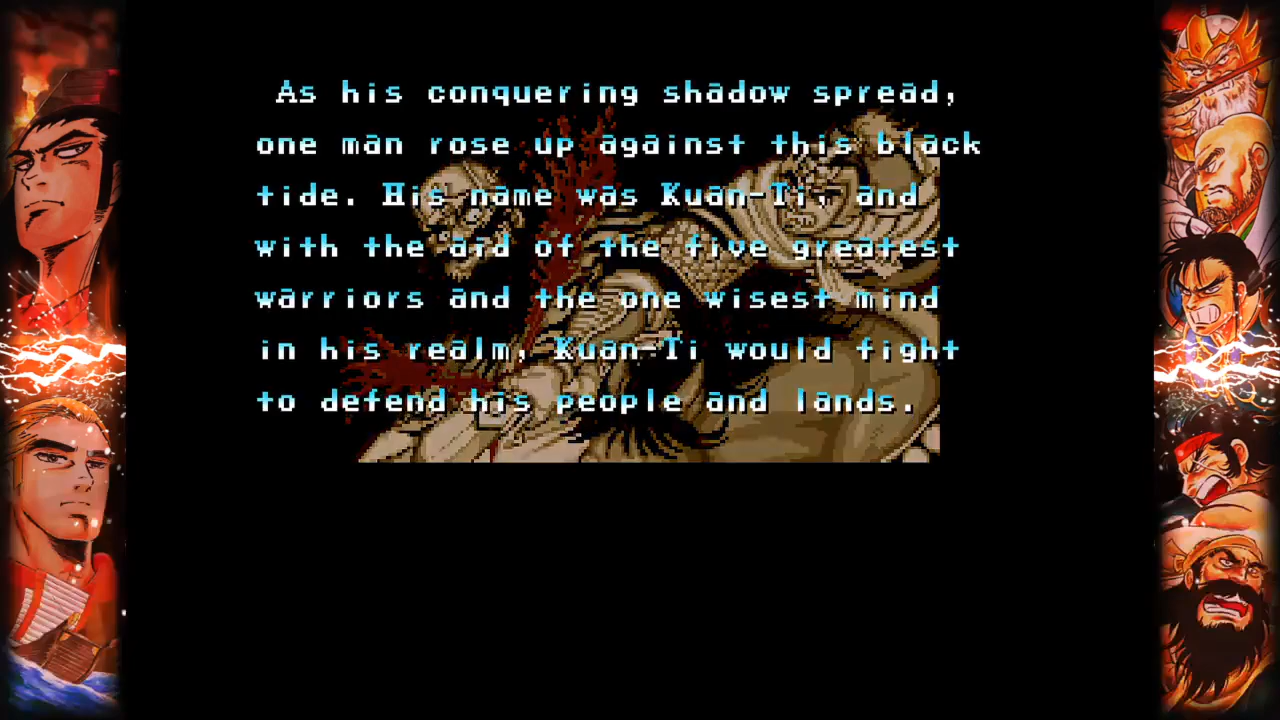 As his conquering shadow spread,
one man rose up against this black
tide. His name was Kuan-Ti, and
with the aid of the five greatest
warriors and the one wisest mind
in his realm, Kuan-Ti would fight
to defend his people and lands.